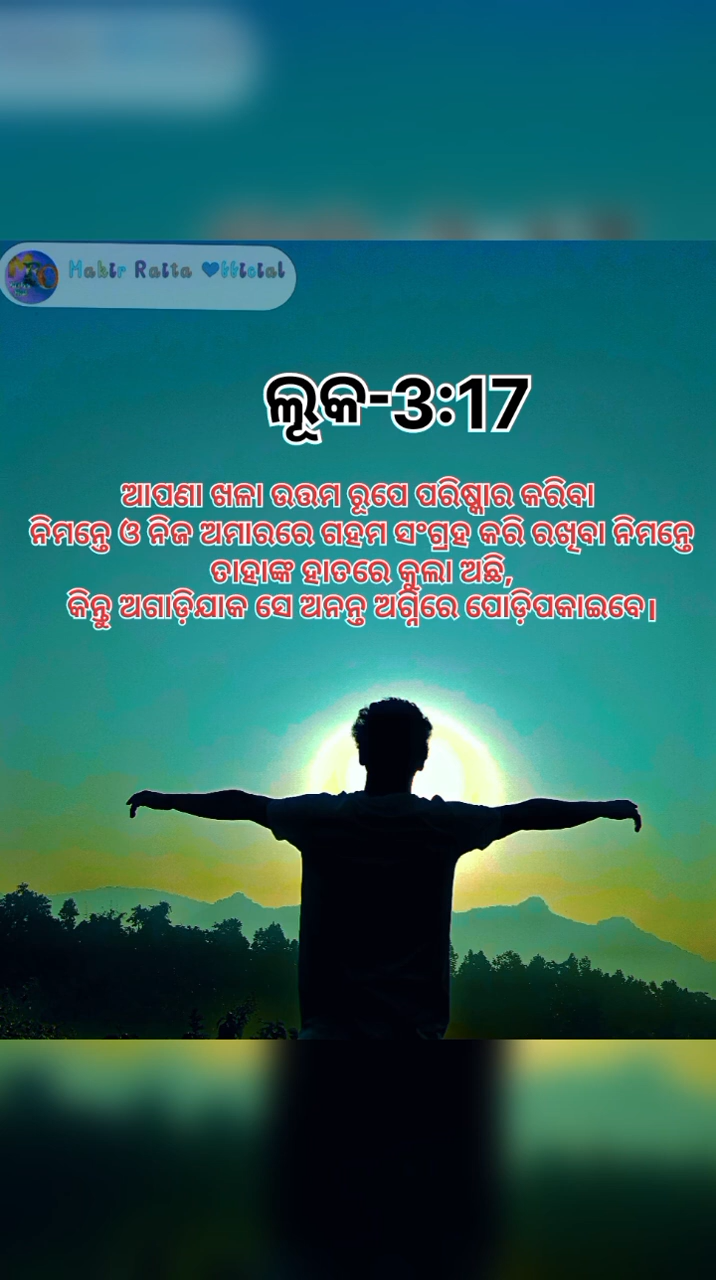 Mabir Raita Official
ଲୂକ-3:17
ଆପଣା ଖଳା ଉତ୍ତମ ରୂପେ ପରିଷ୍କାର କରିବା
ନିମନ୍ତେ ଓ ନିଜ ଅମାରରେ ଗହମ ସଂଗ୍ରହ କରି ରଖିବା ନିମନ୍ତେ
ତାହାଙ୍କ ହାତରେ କୁଲା ଅଛି,
କିନ୍ତୁ ଅଗାଡ଼ିଯାକ ସେ ଅନନ୍ତ ଅଗ୍ନିରେ ପୋଡ଼ିପକାଇବେ।